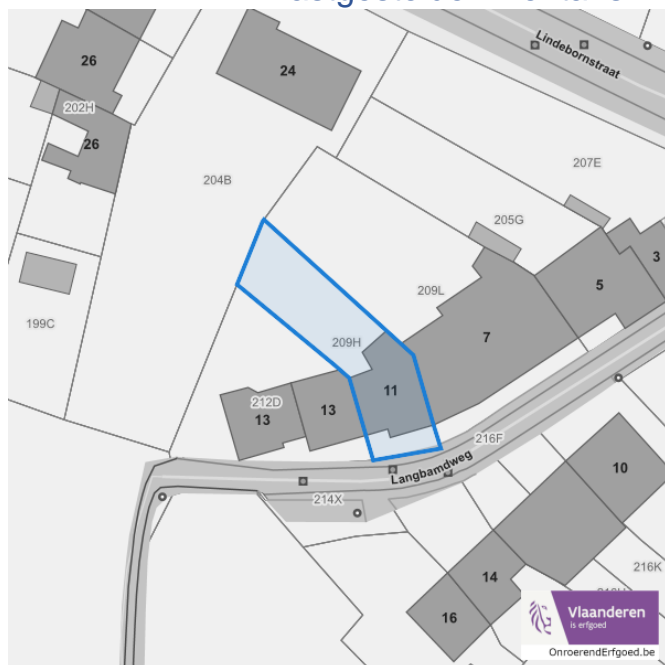 Lindebornstraat
26
24
202H
26
204B
207E
205G
3
5
209L
199C
7
209H
11
212D
13
13
216F
Langbamdweg
10
214X
14
216K
16
Vlaanderen
is erfgoed
OnroerendErfgoed.be